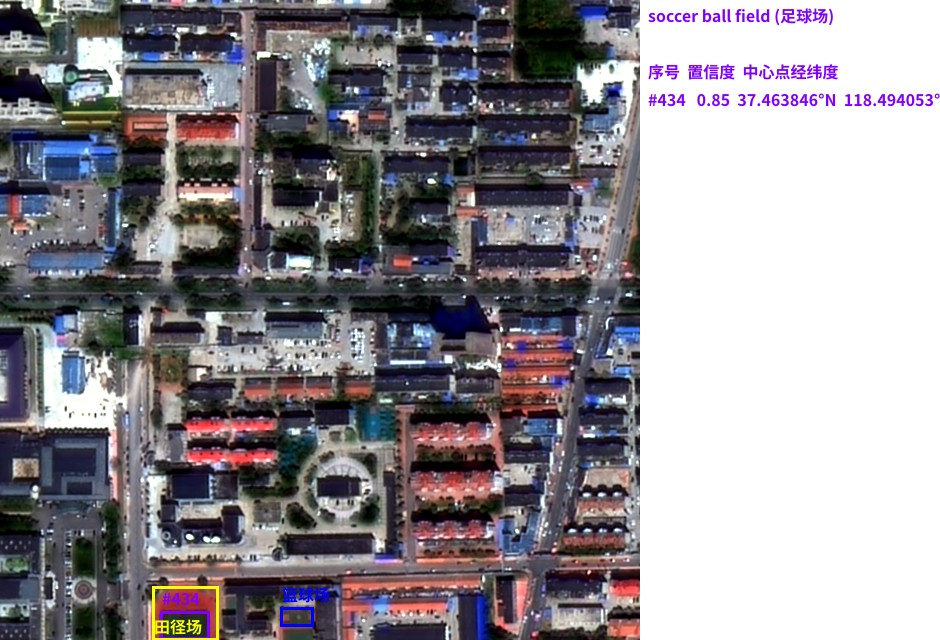 soccer ball field (足球场)
序号 置信度 中心点经纬度
#434 0.85 37.463846°N 118.494053°
#434
篮球场
田径场